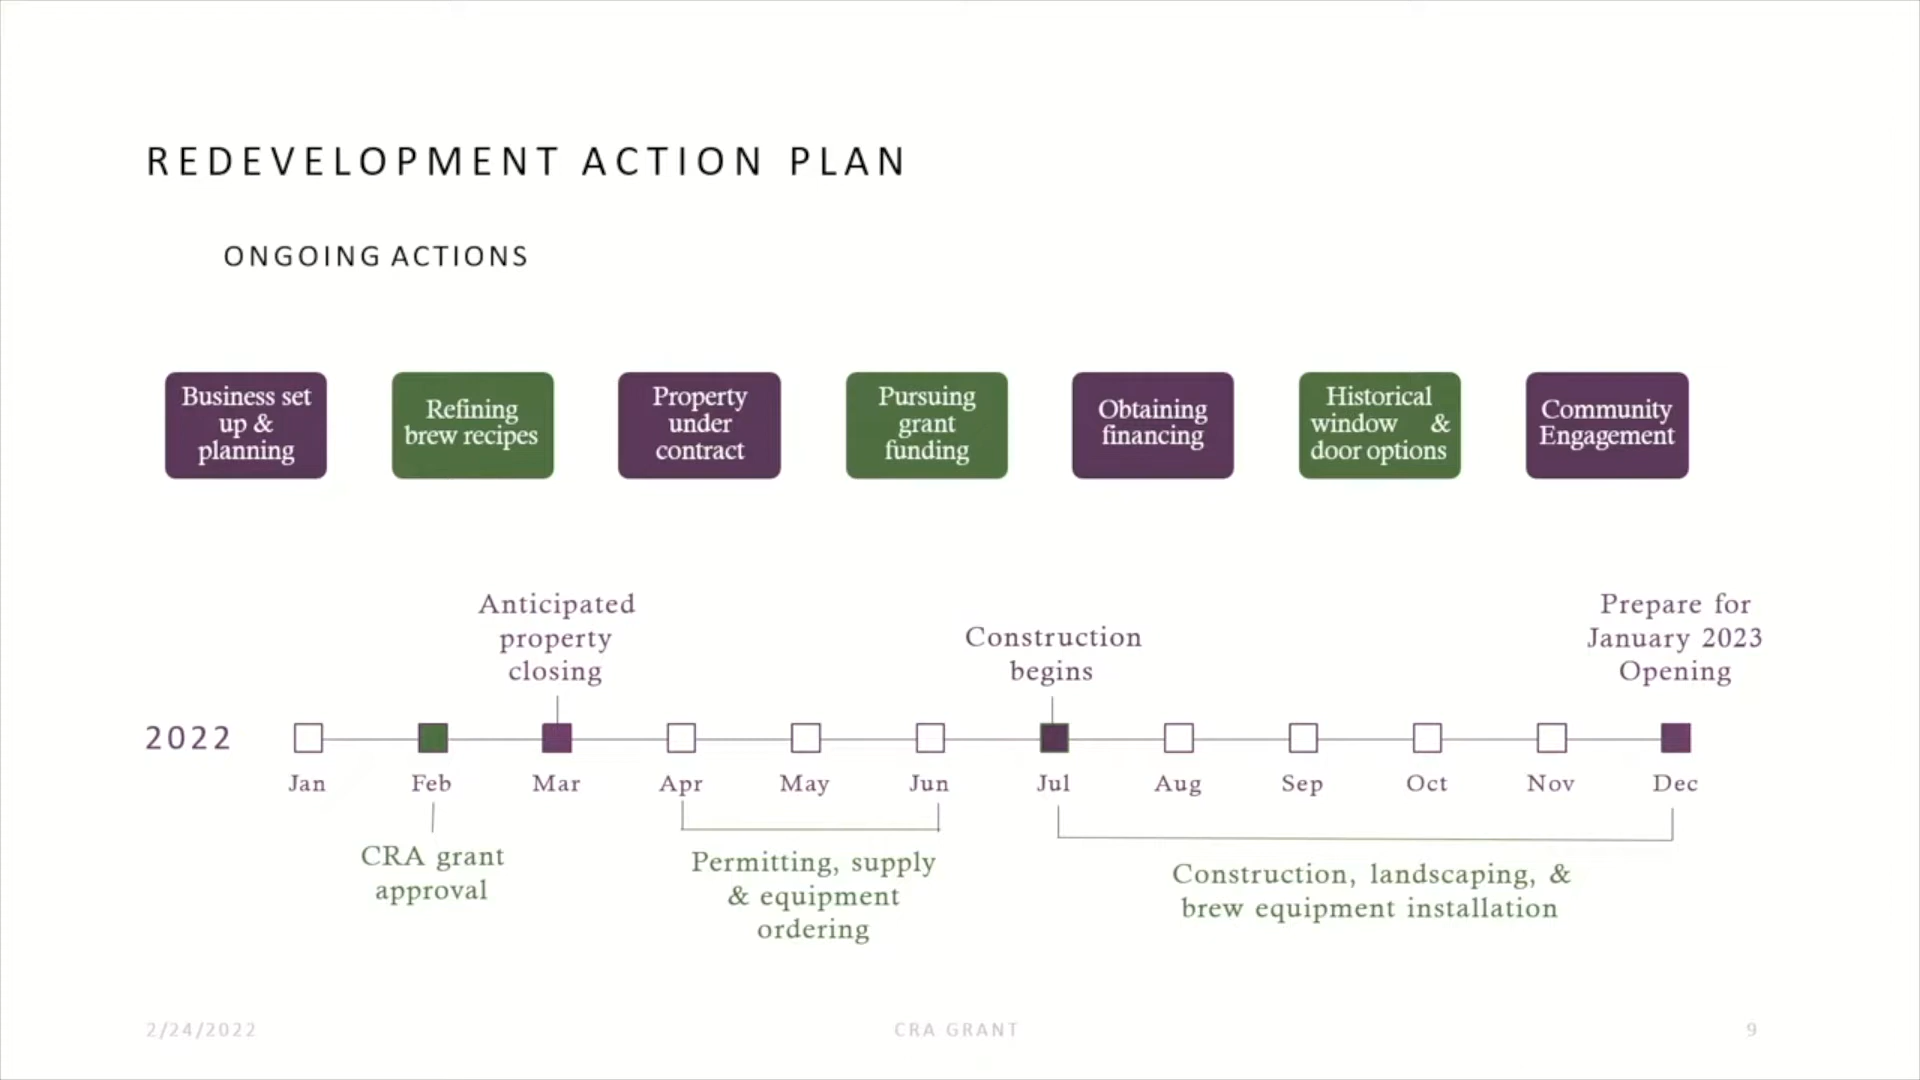 REDEVELOPMENT ACTION PLAN
ONGOING ACTIONS
Business set
up &
planning
Refining
brew recipes
Property
under
contract
Pursuing
grant
funding
Obtaining
financing
Historical
window &
door options
Community
Engagement
Anticipated
property
closing
Construction
begins
Prepare for
January 2023
Opening
2022
Jan Feb Mar Apr May Jun Jul Aug Sep Oct Nov Dec
CRA grant
approval
Permitting, supply
& equipment
ordering
Construction, landscaping, &
brew equipment installation
2/24/2022 CRA GRANT 9